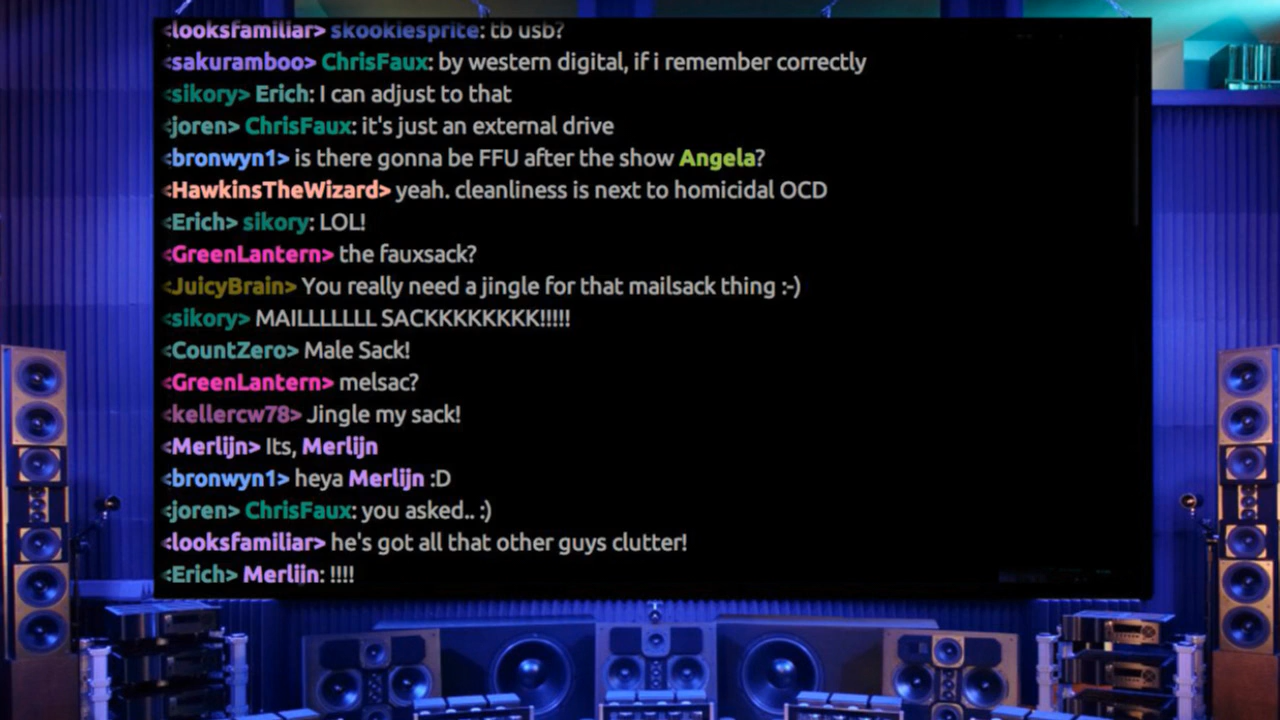 <looksfamiliar> skookiesprite: tb usb?
<sakuramboo> ChrisFaux: by western digital, if i remember correctly
<sikory> Erich: I can adjust to that
<joren> ChrisFaux: it's just an external drive
<bronwyn1> is there gonna be FFU after the show Angela?
<HawkinsTheWizard> yeah. cleanliness is next to homicidal OCD
<Erich> sikory: LOL!
<GreenLantern> the fauxsack?
<JuicyBrain> You really need a jingle for that mailsack thing :-)
<sikory> MAILLLLLLL SACKKKKKKKK!!!!!
<CountZero> Male Sack!
<GreenLantern> melsac?
<kellercw78> Jingle my sack!
<Merlijn> Its, Merlijn
<bronwyn1> heya Merlijn :D
<joren> ChrisFaux: you asked.. :)
<looksfamiliar> he's got all that other guys clutter!
<Erich> Merlijn: !!!!